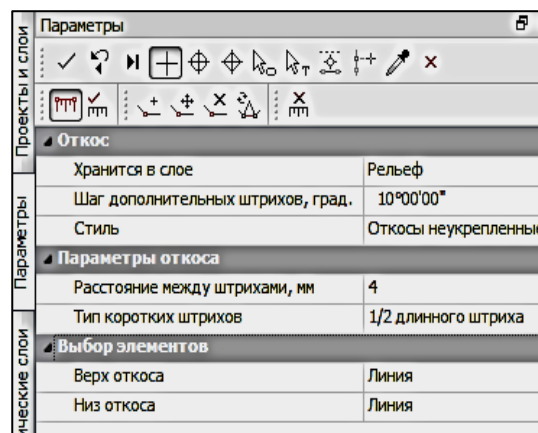 Параметры
Проекты и слои
Параметры
ические слои
Откос
Хранится в слое Рельеф
Шаг дополнительных штрихов, град. 10°00'00"
Стиль Откосы неукрепленные
Параметры откоса
Расстояние между штрихами, мм 4
Тип коротких штрихов 1/2 длинного штриха
Выбор элементов
Верх откоса Линия
Низ откоса Линия